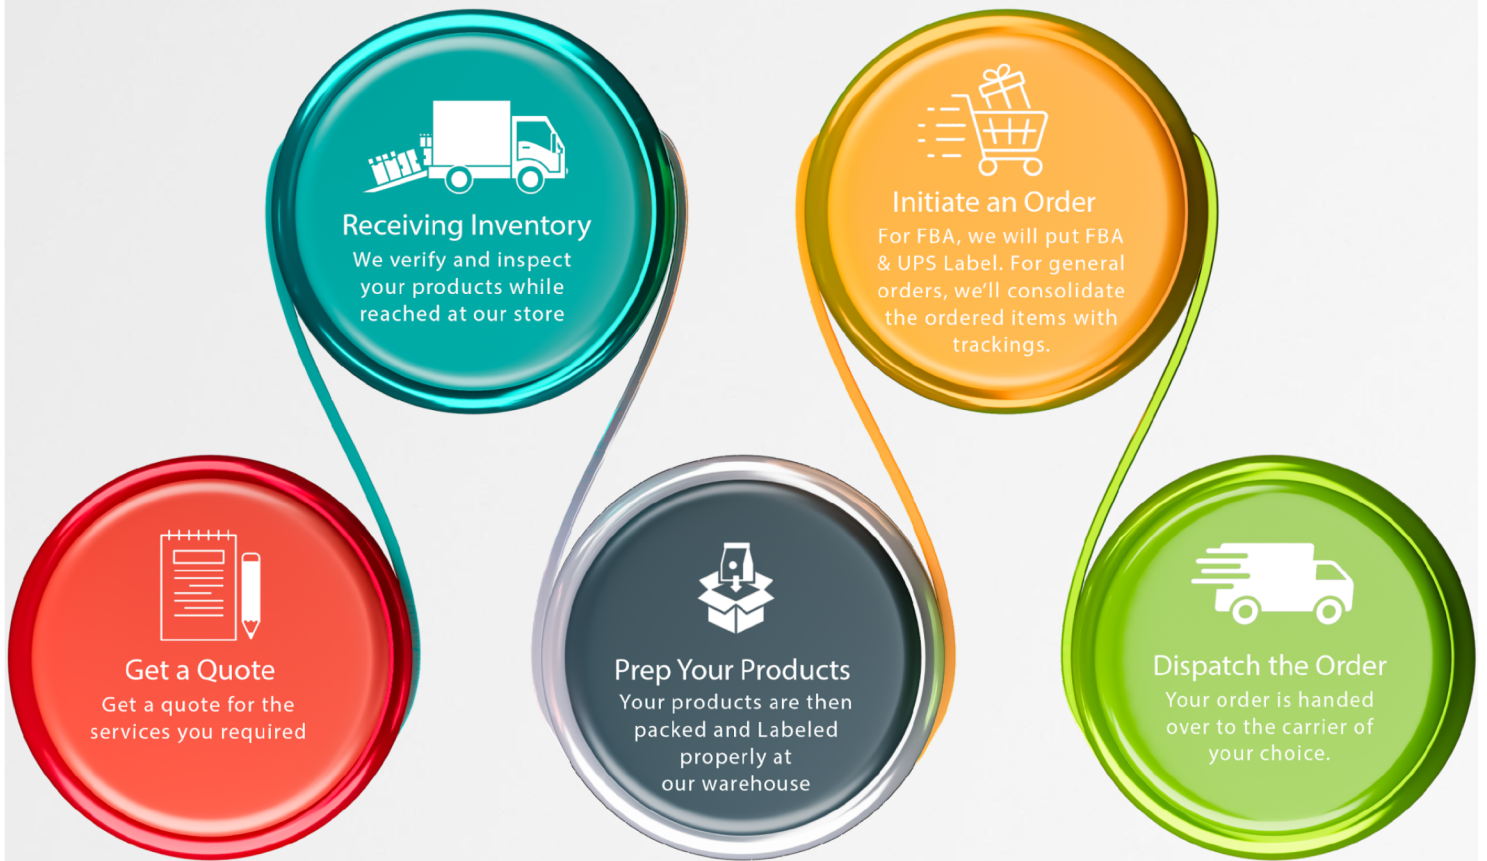 Receiving Inventory
We verify and inspect
your products while
reached at our store
Initiate an Order
For FBA, we will put FBA
& UPS Label. For general
orders, we’ll consolidate
the ordered items with
trackings.
Get a Quote
Get a quote for the
services you required
Prep Your Products
Your products are then
packed and Labeled
properly at
our warehouse
Dispatch the Order
Your order is handed
over to the carrier of
your choice.